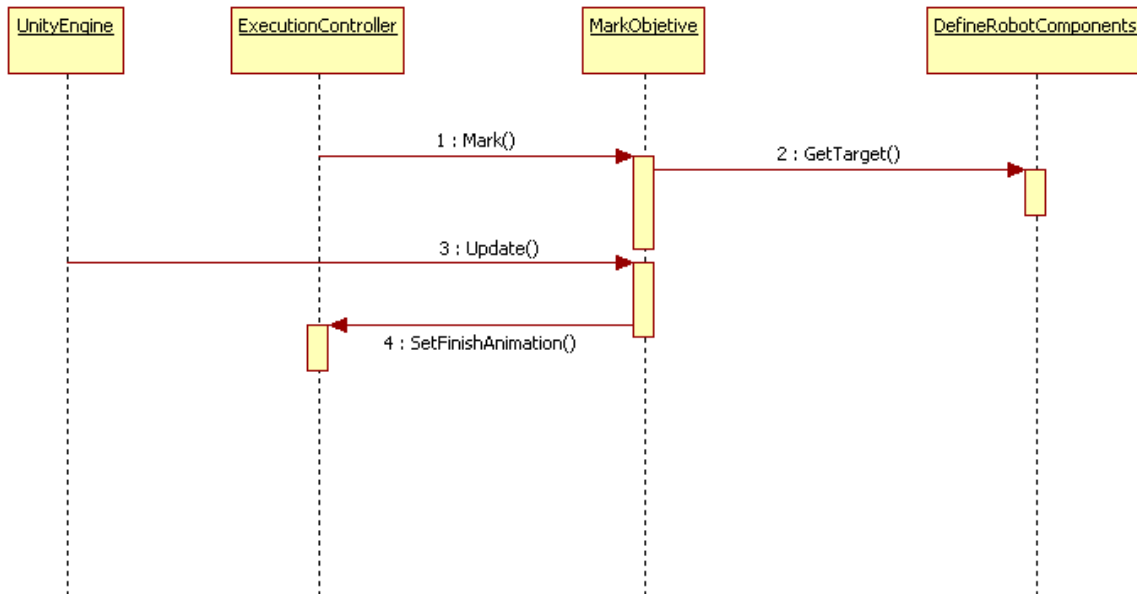 UnityEngine
ExecutionController
MarkObjetive
DefineRobotComponents
1 : Mark()
2 : GetTarget()
3 : Update()
4 : SetFinishAnimation()